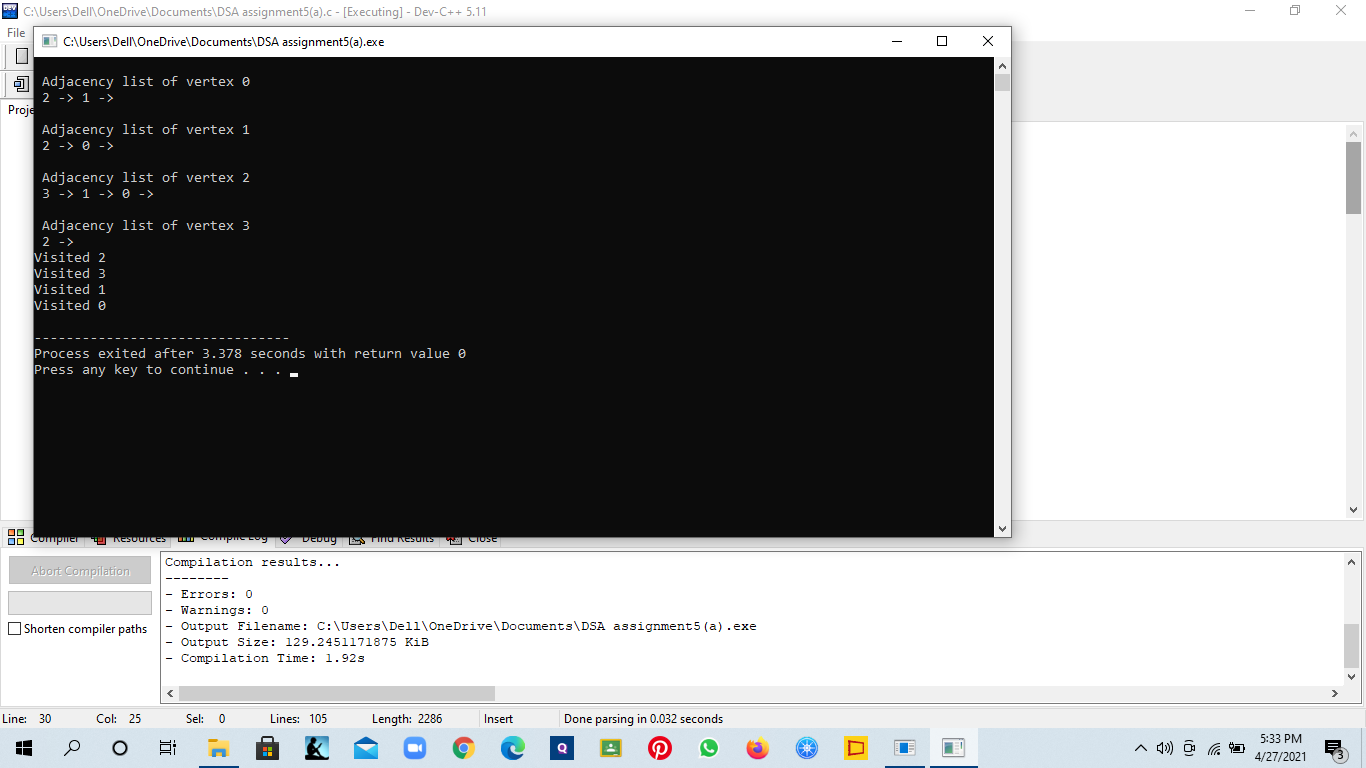 C:\Users\Dell\OneDrive\Documents\DSA assignment5(a).c - [Executing] - Dev-C++ 5.11
File
C:\Users\Dell\OneDrive\Documents\DSA assignment5(a).exe
Proje
Adjacency list of vertex 0
2 -> 1 ->
Adjacency list of vertex 1
2 -> 0 ->
Adjacency list of vertex 2
3 -> 1 -> 0 ->
Adjacency list of vertex 3
2 ->
Visited 2
Visited 3
Visited 1
Visited 0
--------------------------------
Process exited after 3.378 seconds with return value 0
Press any key to continue . . .
Compiler Resources Compile Log Debug Find Results Close
Abort Compilation
Shorten compiler paths
Compilation results...
--------
- Errors: 0
- Warnings: 0
- Output Filename: C:\Users\Dell\OneDrive\Documents\DSA assignment5(a).exe
- Output Size: 129.2451171875 KiB
- Compilation Time: 1.92s
Line: 30 Col: 25 Sel: 0 Lines: 105 Length: 2286 Insert Done parsing in 0.032 seconds
5:33 PM
4/27/2021
3